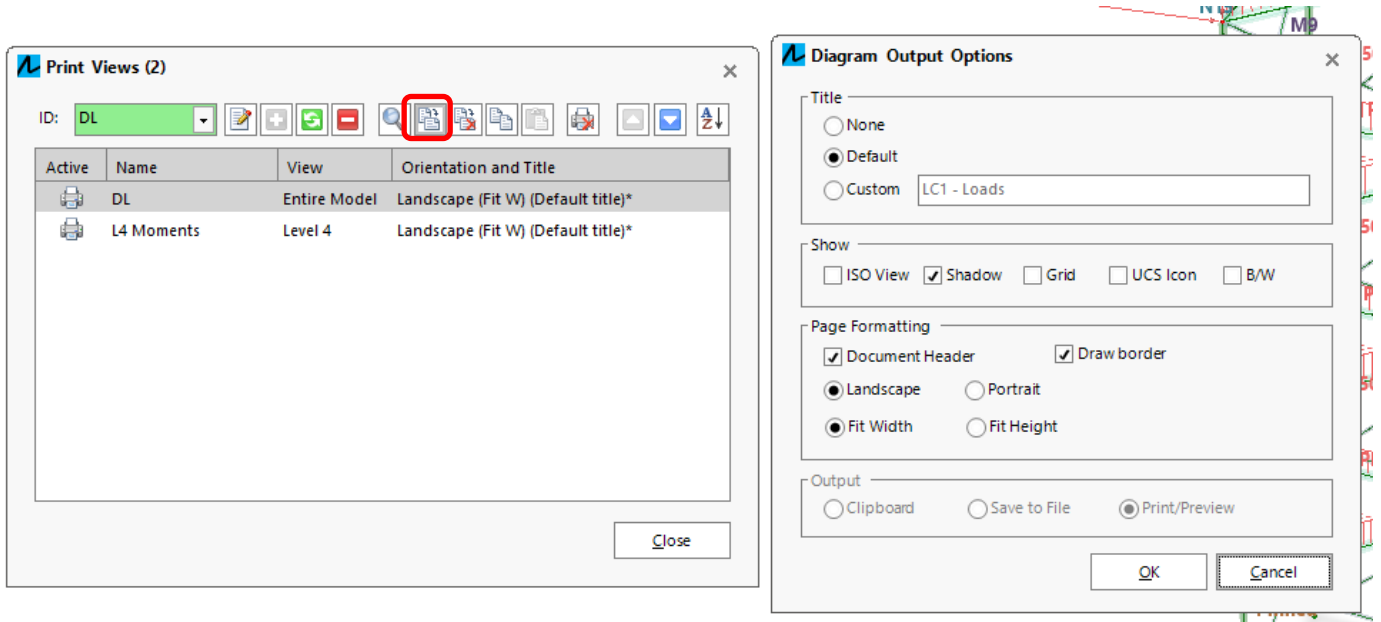 Print Views (2)
ID: DL
Active Name View Orientation and Title
DL Entire Model Landscape (Fit W) (Default title)*
L4 Moments Level 4 Landscape (Fit W) (Default title)*
Close
M9
Diagram Output Options
Title
None
Default
Custom LC1 - Loads
Show
ISO View Shadow Grid UCS Icon B/W
Page Formatting
Document Header Draw border
Landscape Portrait
Fit Width Fit Height
Output
Clipboard Save to File Print/Preview
OK Cancel